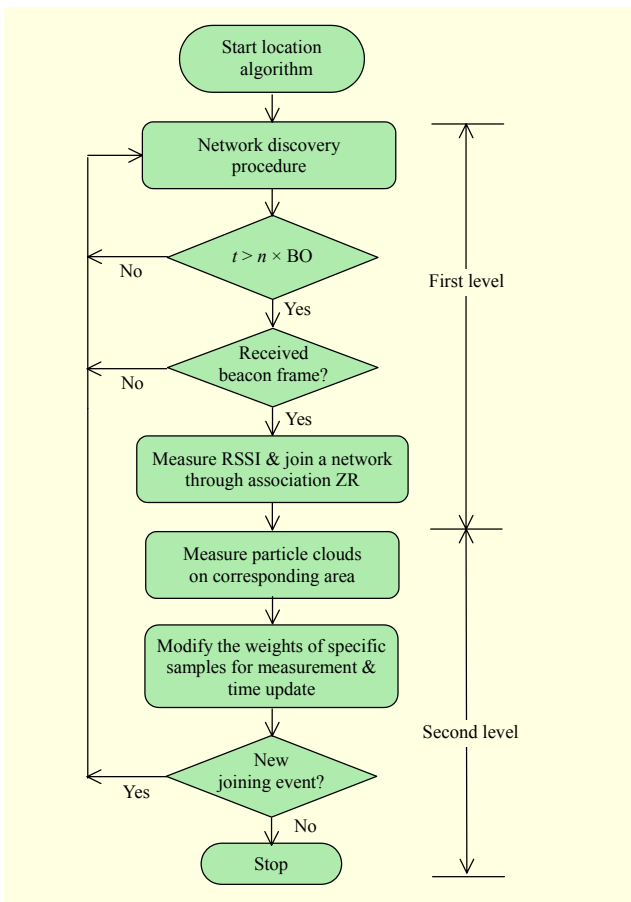 Start location
algorithm
Network discovery
procedure
t > n × BO
No
Yes
First level
Received
beacon frame?
No
Yes
Measure RSSI & join a network
through association ZR
Measure particle clouds
on corresponding area
Modify the weights of specific
samples for measurement &
time update
Second level
New
joining event?
Yes
No
Stop